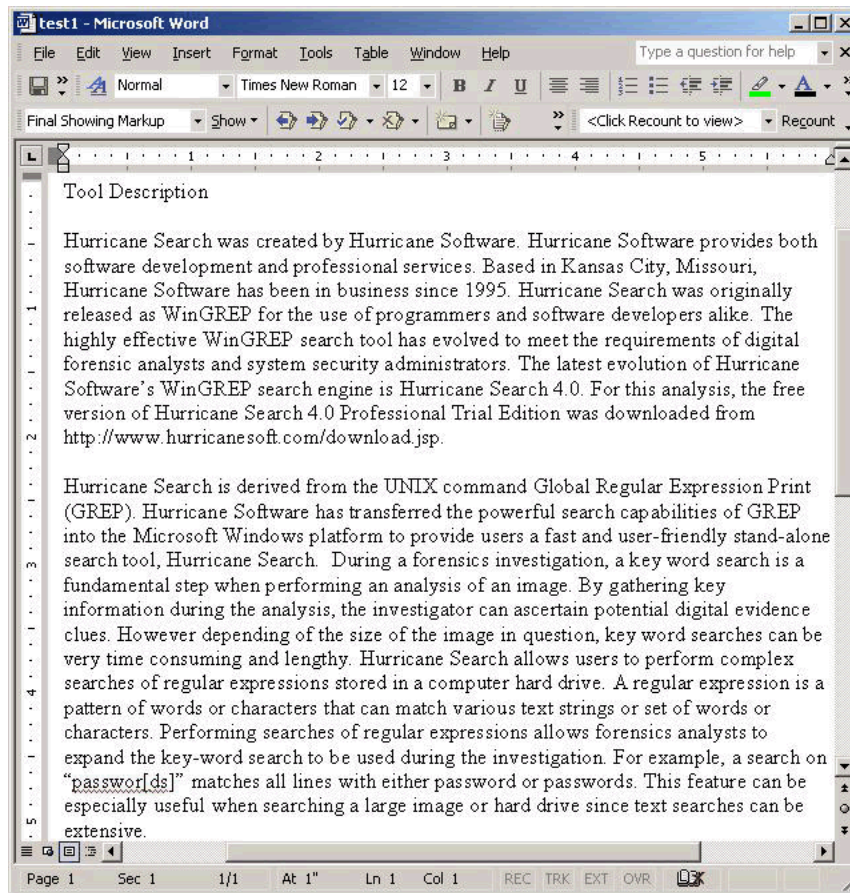 test1 - Microsoft Word
File Edit View Insert Format Tools Table Window Help Type a question for help
Normal Times New Roman 12 B I U A
Final Showing Markup Show <Click Recount to view> Recount
L 1 2 3 4 5
Tool Description
Hurricane Search was created by Hurricane Software. Hurricane Software provides both
software development and professional services. Based in Kansas City, Missouri,
Hurricane Software has been in business since 1995. Hurricane Search was originally
released as WinGREP for the use of programmers and software developers alike. The
highly effective WinGREP search tool has evolved to meet the requirements of digital
forensic analysts and system security administrators. The latest evolution of Hurricane
Software’s WinGREP search engine is Hurricane Search 4.0. For this analysis, the free
version of Hurricane Search 4.0 Professional Trial Edition was downloaded from
http://www.hurricanesoft.com/download.jsp.
Hurricane Search is derived from the UNIX command Global Regular Expression Print
(GREP). Hurricane Software has transferred the powerful search capabilities of GREP
into the Microsoft Windows platform to provide users a fast and user-friendly stand-alone
search tool, Hurricane Search.  During a forensics investigation, a key word search is a
fundamental step when performing an analysis of an image. By gathering key
information during the analysis, the investigator can ascertain potential digital evidence
clues. However depending of the size of the image in question, key word searches can be
very time consuming and lengthy. Hurricane Search allows users to perform complex
searches of regular expressions stored in a computer hard drive. A regular expression is a
pattern of words or characters that can match various text strings or set of words or
characters. Performing searches of regular expressions allows forensics analysts to
expand the key-word search to be used during the investigation. For example, a search on
“passwor[ds]” matches all lines with either password or passwords. This feature can be
especially useful when searching a large image or hard drive since text searches can be
extensive.
Page 1 Sec 1 1/1 At 1" Ln 1 Col 1 REC TRK EXT OVR